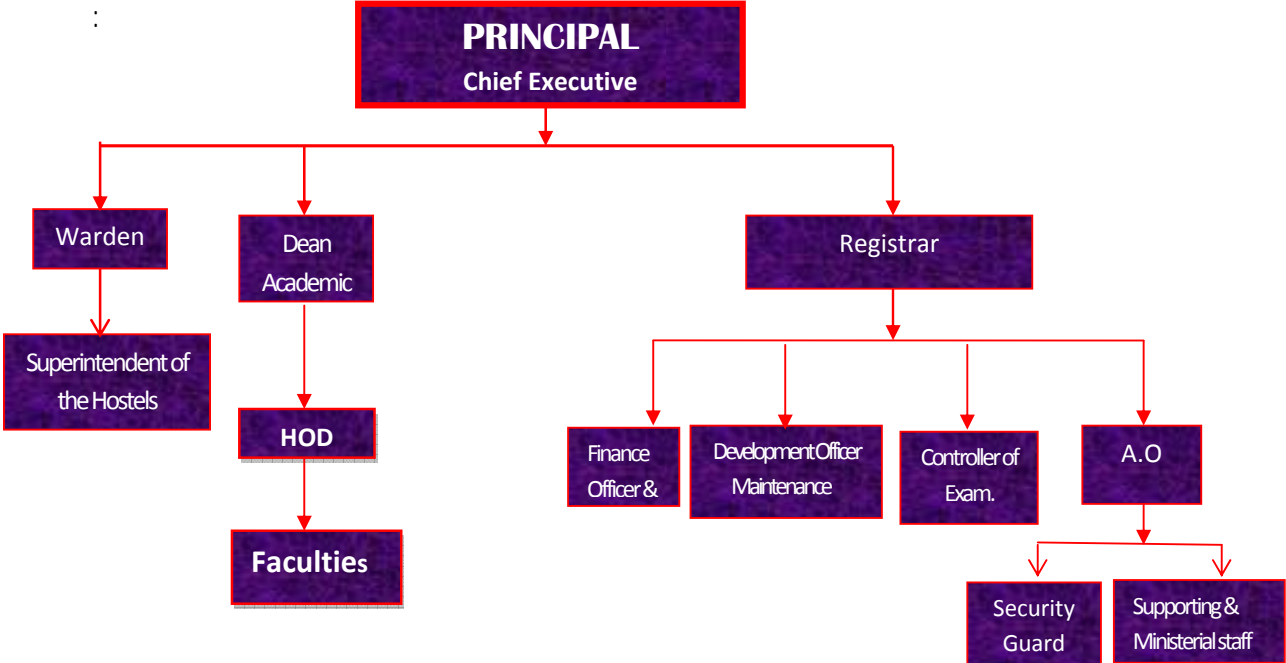 :
PRINCIPAL
Chief Executive
Warden
Dean
Academic
Registrar
Superintendent of
the Hostels
HOD
Faculties
Finance
Officer &
Development Officer
Maintenance
Controller of
Exam.
A.O
Security
Guard
Supporting &
Ministerial staff